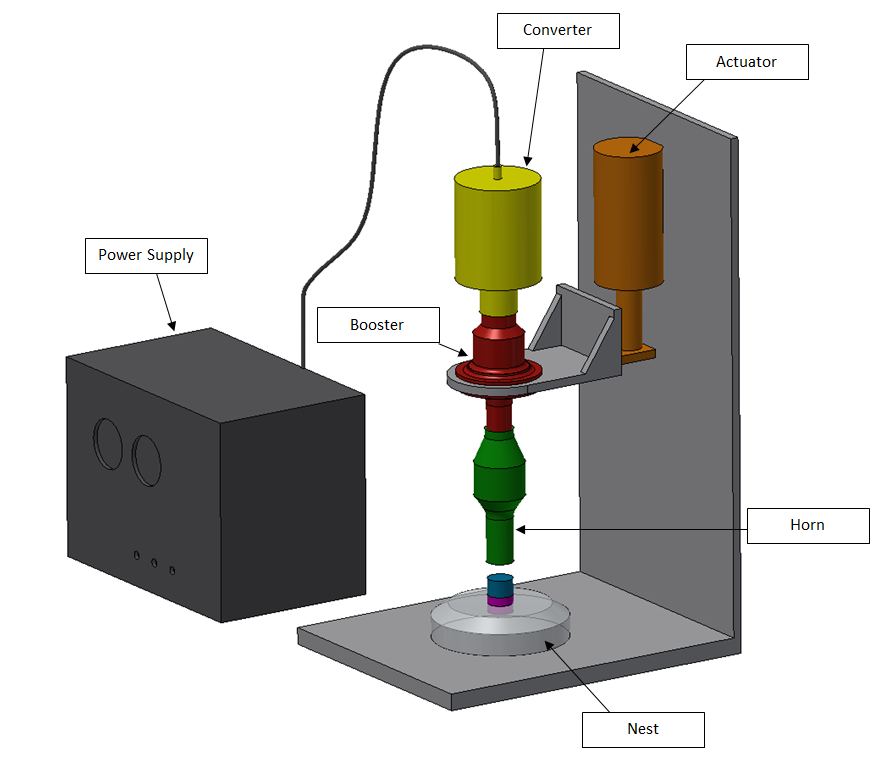 Converter
Actuator
Power Supply
Booster
Horn
Nest